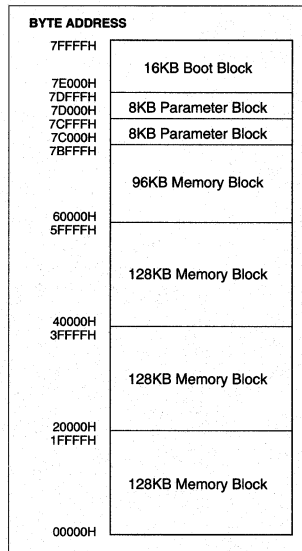 BYTE ADDRESS
7FFFFH
16KB Boot Block
7E000H
7DFFFH
7D000H
8KB Parameter Block
7CFFFH
7C000H
8KB Parameter Block
7BFFFH
96KB Memory Block
60000H
5FFFFH
128KB Memory Block
40000H
3FFFFH
128KB Memory Block
20000H
1FFFFH
128KB Memory Block
00000H